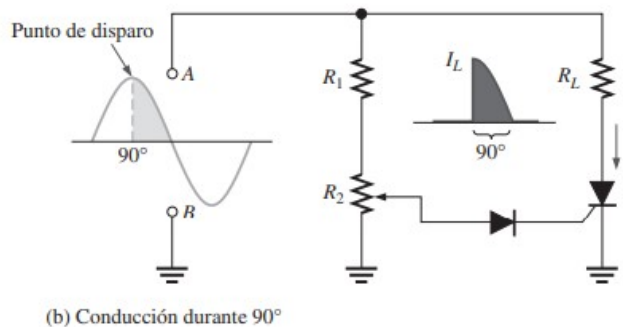 Punto de disparo
A
90°
B
R1
R2
IL
90°
RL
(b) Conducción durante 90°